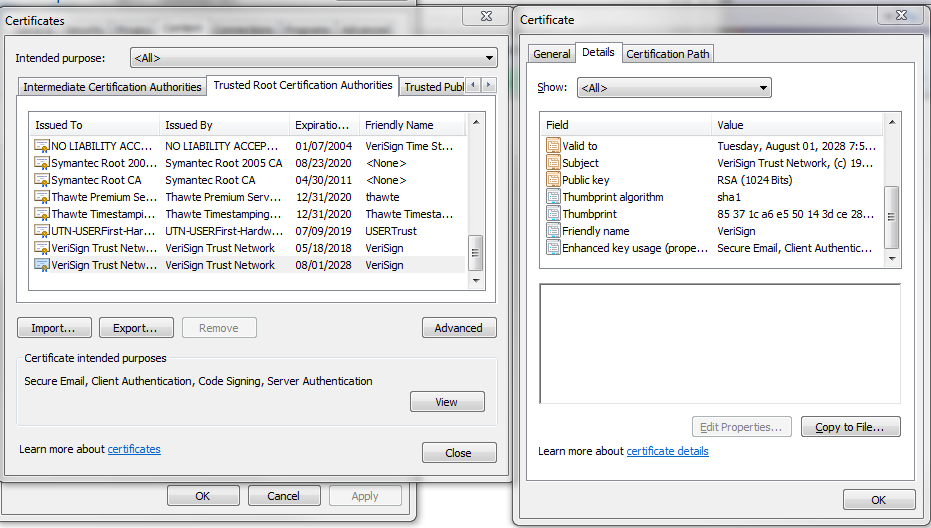 Certificates
Intended purpose: <All>
Intermediate Certification Authorities Trusted Root Certification Authorities Trusted Publ
Issued To Issued By Expiratio... Friendly Name
NO LIABILITY ACC... NO LIABILITY ACCEP... 01/07/2004 VeriSign Time St...
Symantec Root 200... Symantec Root 2005 CA 08/23/2020 <None>
Symantec Root CA Symantec Root CA 04/30/2011 <None>
Thawte Premium Se... Thawte Premium Serv... 12/31/2020 thawte
Thawte Timestampi... Thawte Timestamping... 12/31/2020 Thawte Timesta...
UTN-USERFirst-Har... UTN-USERFirst-Hardw... 07/09/2019 USERTrust
VeriSign Trust Netw... VeriSign Trust Network 05/18/2018 VeriSign
VeriSign Trust Netw... VeriSign Trust Network 08/01/2028 VeriSign
Import... Export... Remove Advanced
Certificate intended purposes
Secure Email, Client Authentication, Code Signing, Server Authentication
View
Learn more about certificates
Close
OK Cancel Apply
Certificate
General Details Certification Path
Show: <All>
Field Value
Valid to Tuesday, August 01, 2028 7:5...
Subject VeriSign Trust Network, (c) 19...
Public key RSA (1024 Bits)
Thumbprint algorithm sha1
Thumbprint 85 37 1c a6 e5 50 14 3d ce 28...
Friendly name VeriSign
Enhanced key usage (prope... Secure Email, Client Authentic...
Edit Properties... Copy to File...
Learn more about certificate details
OK